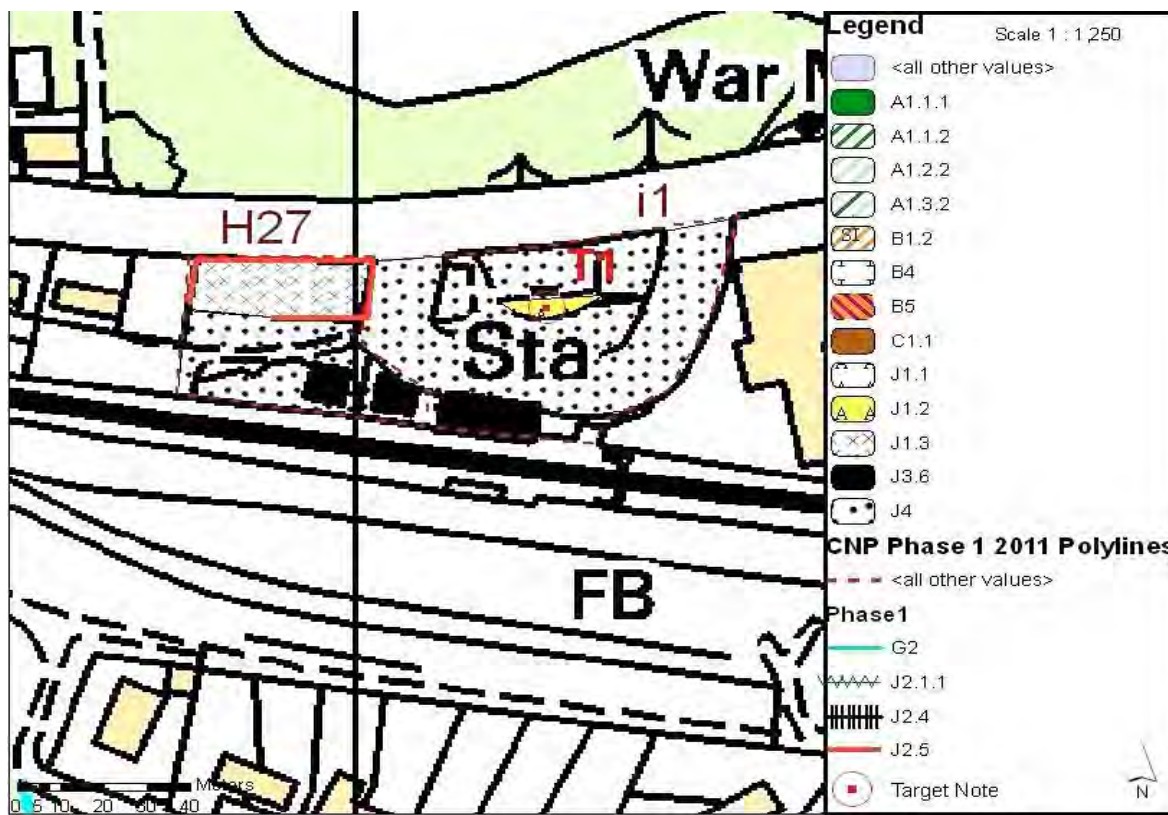 War
H27
i1
T1
Sta
FB
Meters
0 5 10 20 30 40
Legend
Scale 1 : 1,250
<all other values>
A1.1.1
A1.1.2
A1.2.2
A1.3.2
SI
B1.2
B4
B5
C1.1
J1.1
A A
J1.2
J1.3
J3.6
J4
CNP Phase 1 2011 Polylines
<all other values>
Phase1
G2
J2.1.1
J2.4
J2.5
Target Note
N